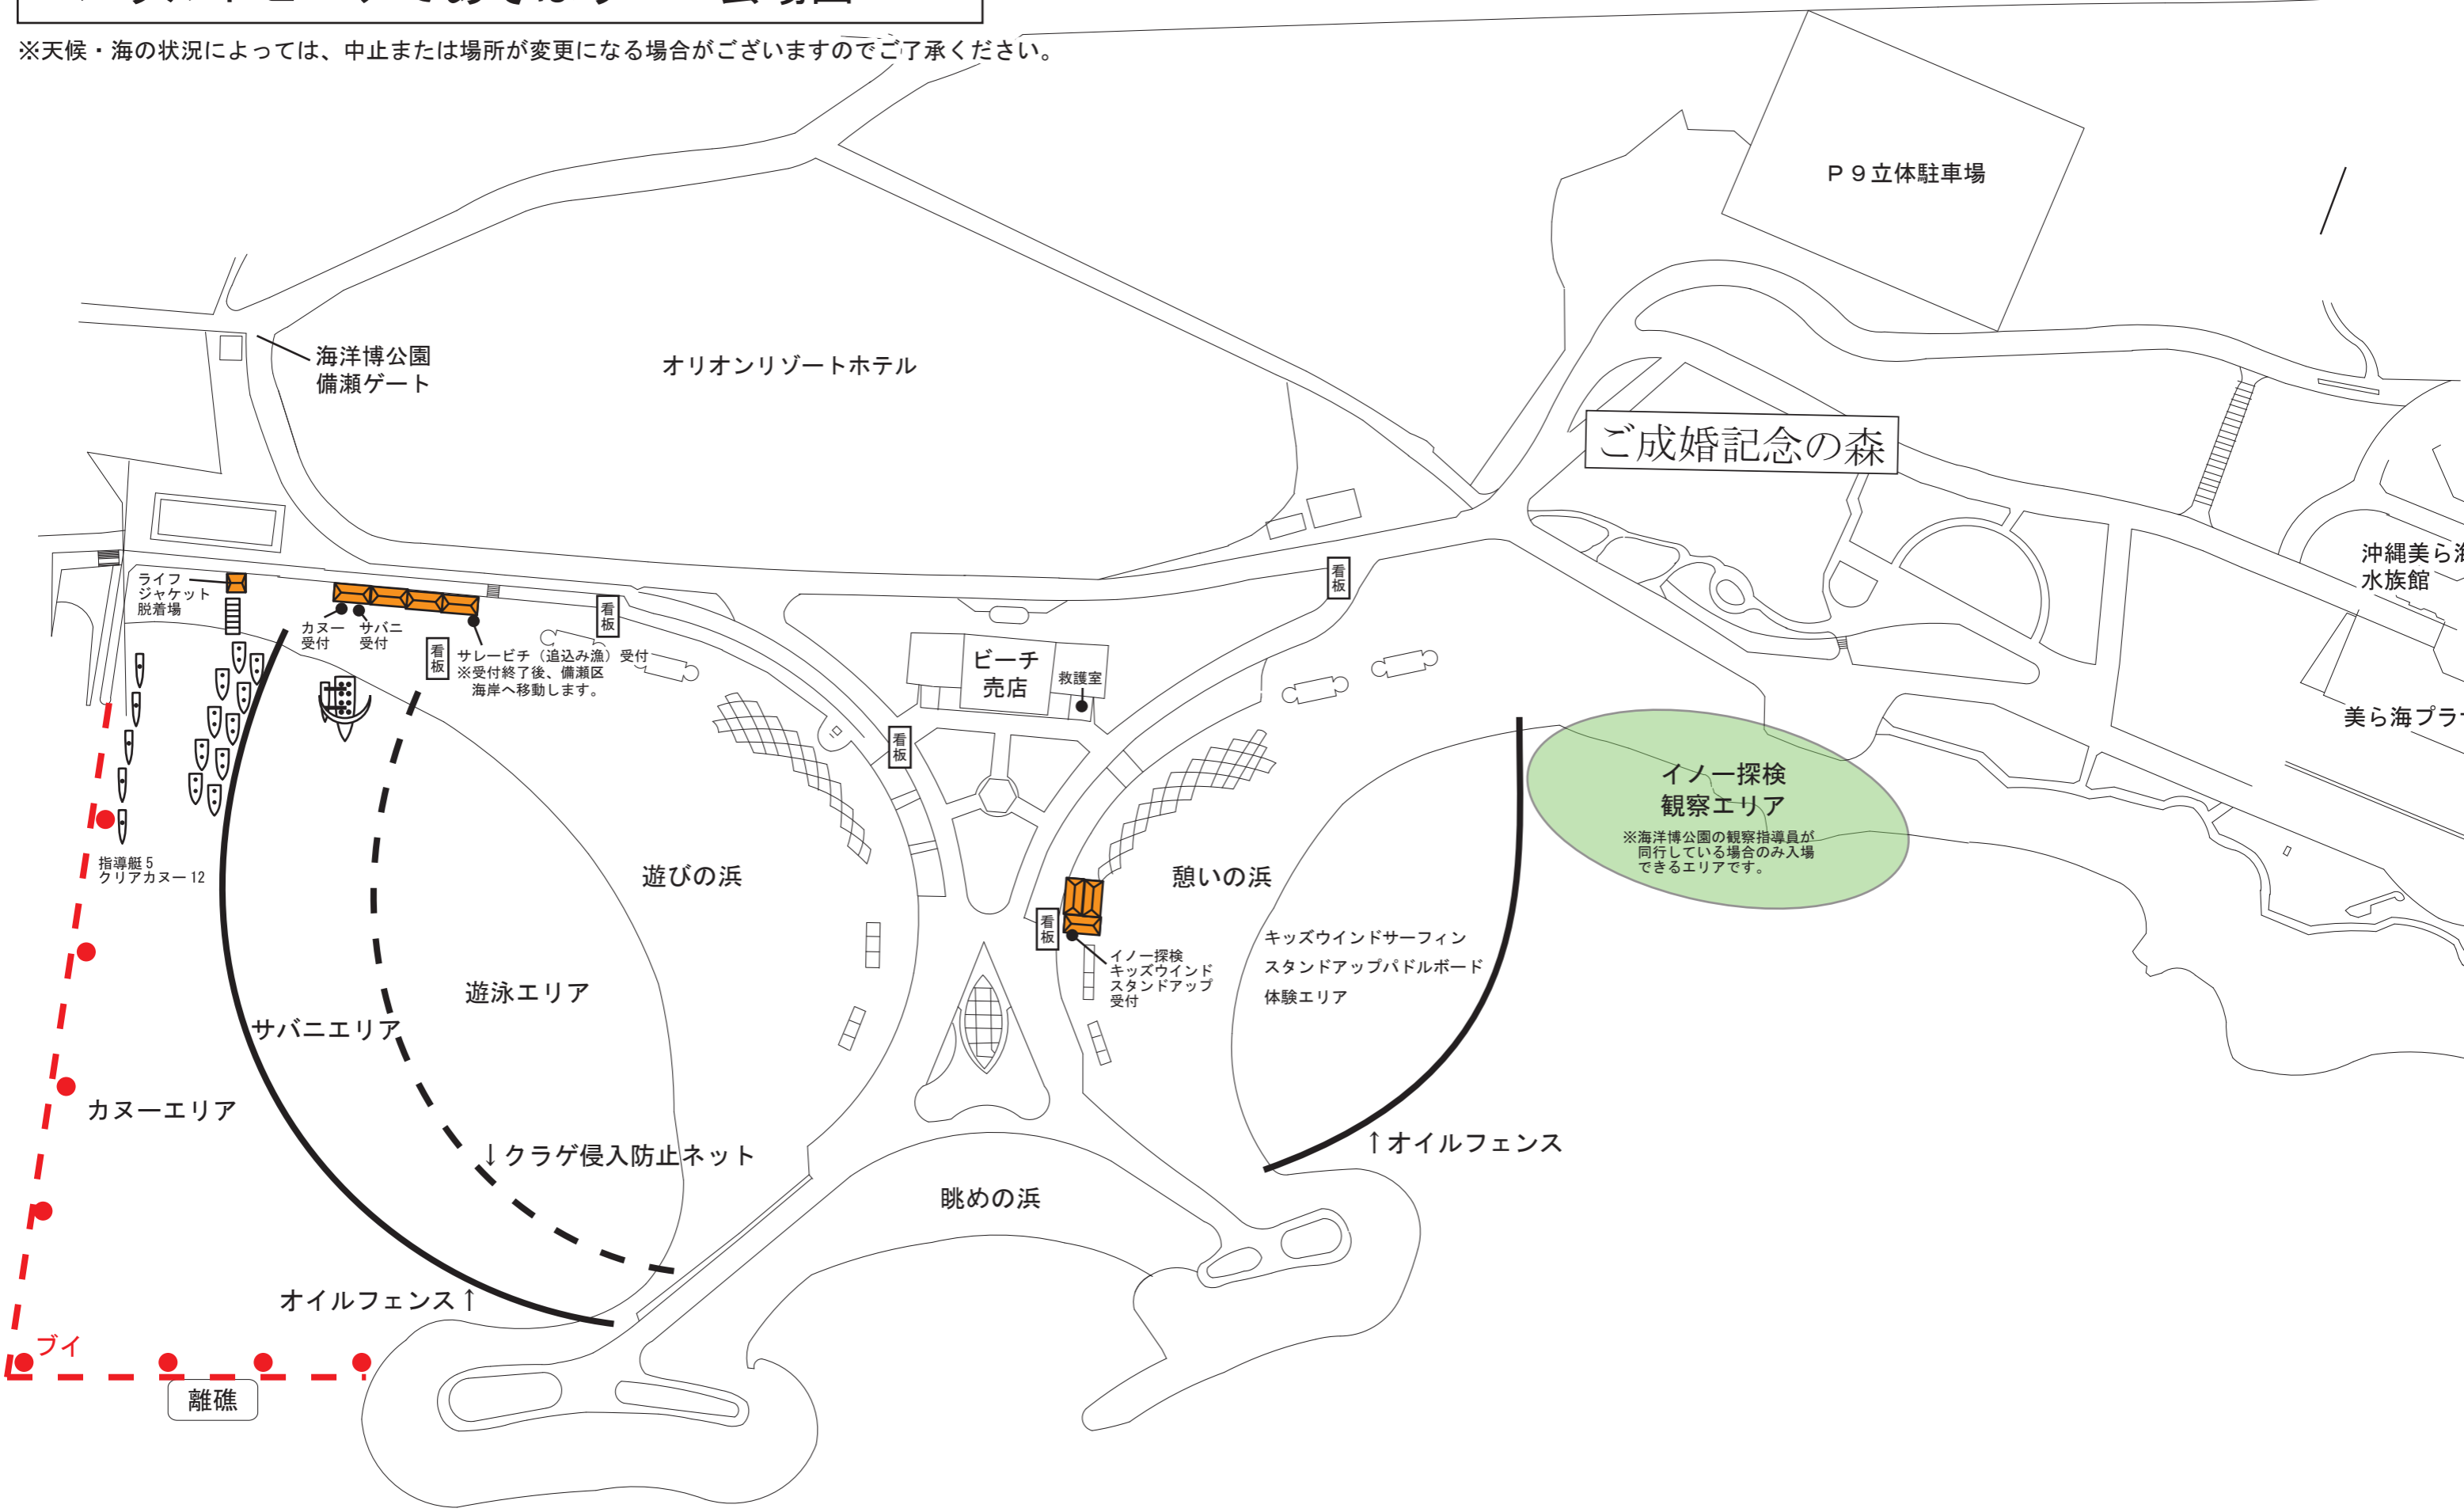 ※天候・海の状況によっては、中止または場所が変更になる場合がございますのでご了承ください。
P9立体駐車場
海洋博公園
備瀬ゲート
オリオンリゾートホテル
ご成婚記念の森
沖縄美ら海
水族館
美ら海プラ
ライフ
ジャケット
脱着場
カヌー
受付
サバニ
受付
看板
サレービチ（追込み漁）受付
※受付終了後、備瀬区
海岸へ移動します。
看板
看板
看板
ビーチ
売店
救護室
イノー探検
観察エリア
※海洋博公園の観察指導員が
同行している場合のみ入場
できるエリアです。
指導艇5
クリアカヌー12
遊びの浜
憩いの浜
看板
イノー探検
キッズウインド
スタンドアップ
受付
キッズウインドサーフィン
スタンドアップパドルボード
体験エリア
遊泳エリア
サバニエリア
カヌーエリア
↓クラゲ侵入防止ネット
↑オイルフェンス
眺めの浜
オイルフェンス↑
ブイ
離礁